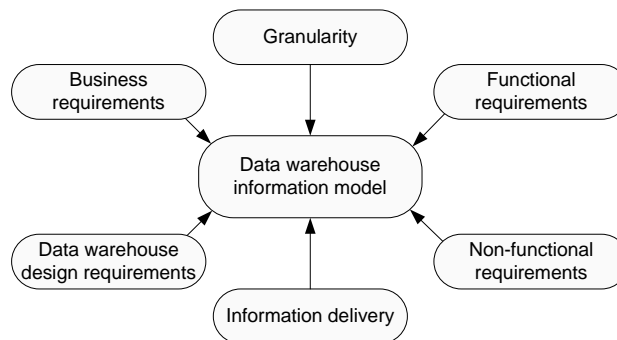 Granularity
Business
requirements
Functional
requirements
Data warehouse
information model
Data warehouse
design requirements
Non-functional
requirements
Information delivery